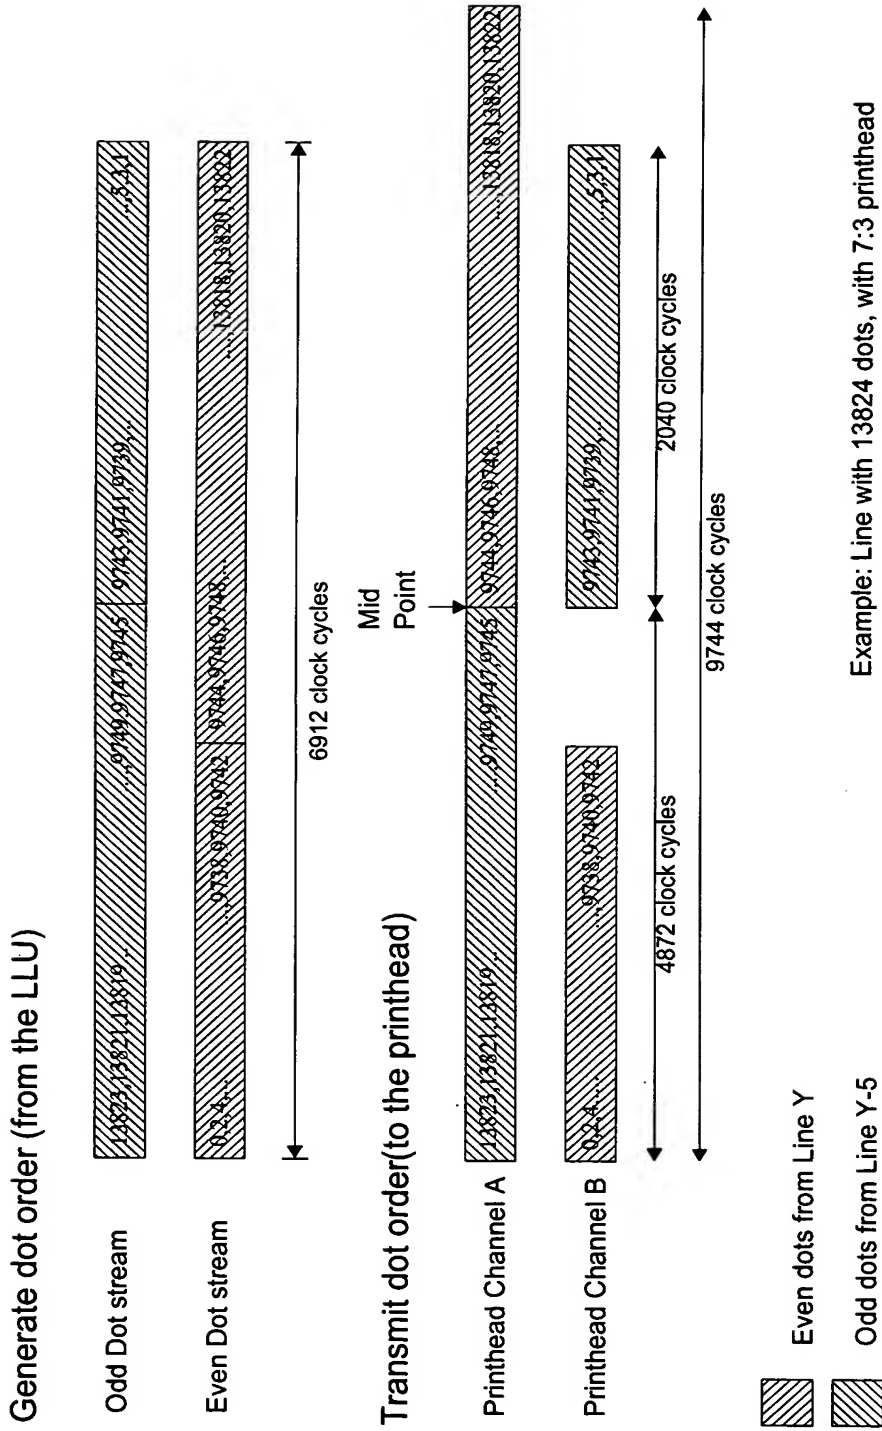 Generate dot order (from the LLU)
Odd Dot stream
13823,13821,13819...
...,9749,9747,9745
9743,9741,9739,...
...,5,3,1
Even Dot stream
0,2,4,...
...,9738,9740,9742
9744,9746,9748,...
....,13818,13820,13822
6912 clock cycles
Transmit dot order(to the printhead)
Mid
Point
Printhead Channel A
13823,13821,13819...
...,9749,9747,9745
9744,9746,9748,...
....,13818,13820,13822
Printhead Channel B
0,2,4.....
...,9738,9740,9742
9743,9741,9739,...
...,5,3,1
4872 clock cycles
2040 clock cycles
9744 clock cycles
Even dots from Line Y
Odd dots from Line Y-5
Example: Line with 13824 dots, with 7:3 printhead